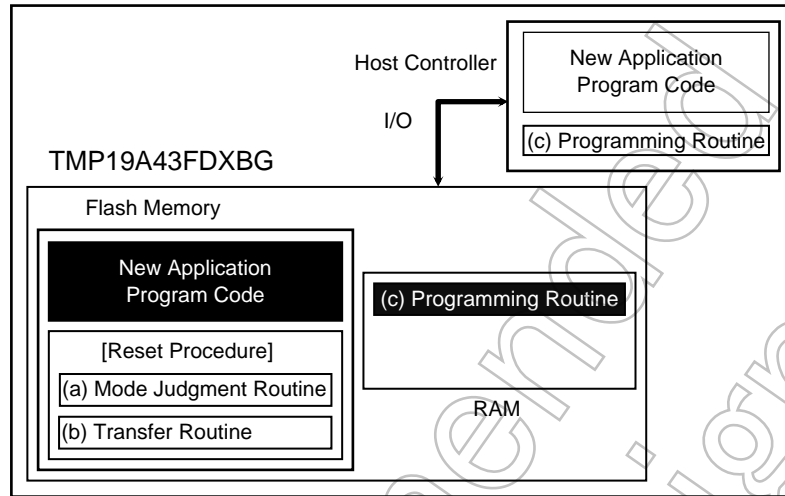 Host Controller
New Application
Program Code
I/O
(c) Programming Routine
TMP19A43FDXBG
Flash Memory
New Application
Program Code
(c) Programming Routine
[Reset Procedure]
(a) Mode Judgment Routine
(b) Transfer Routine
RAM